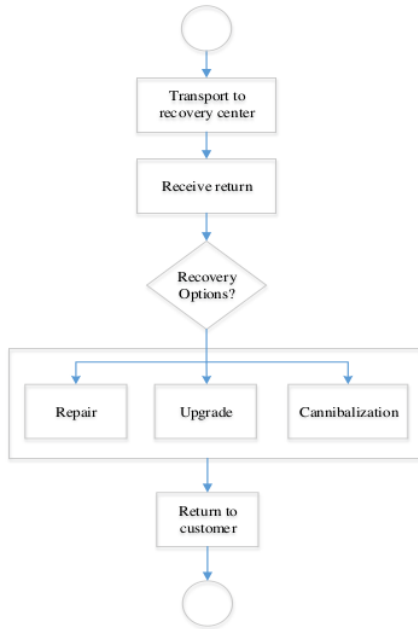 Transport to
recovery center
Receive return
Recovery
Options?
Repair
Upgrade
Cannibalization
Return to
customer